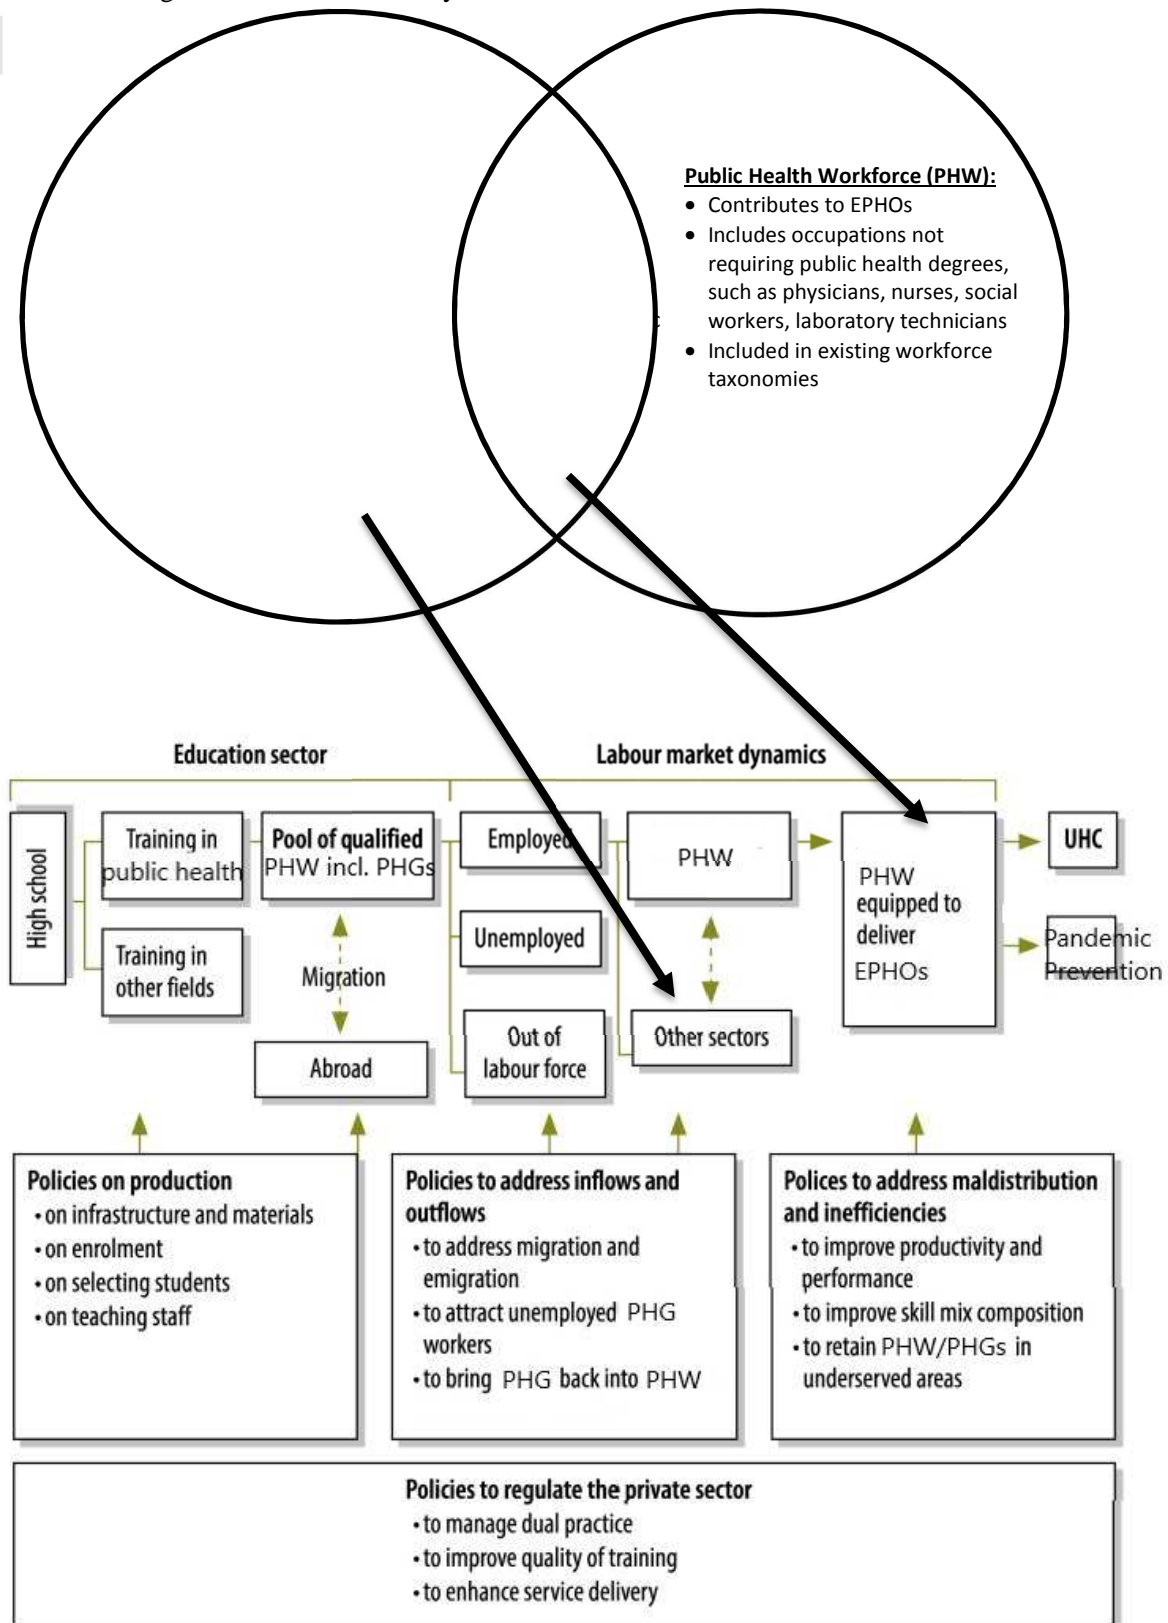 Public Health Workforce (PHW):
• Contributes to EPHOs
• Includes occupations not
requiring public health degrees,
such as physicians, nurses, social
workers, laboratory technicians
• Included in existing workforce
taxonomies
Education sector
Labour market dynamics
High school
Training in
public health
Training in
other fields
Pool of qualified
PHW incl. PHGs
Migration
Abroad
Employed
Unemployed
Out of
labour force
PHW
Other sectors
PHW
equipped to
deliver
EPHOs
UHC
Pandemic
Prevention
Policies on production
• on infrastructure and materials
• on enrolment
• on selecting students
• on teaching staff
Policies to address inflows and
outflows
• to address migration and
emigration
• to attract unemployed PHG
workers
• to bring PHG back into PHW
Polices to address maldistribution
and inefficiencies
• to improve productivity and
performance
• to improve skill mix composition
• to retain PHW/PHGs in
underserved areas
Policies to regulate the private sector
• to manage dual practice
• to improve quality of training
• to enhance service delivery